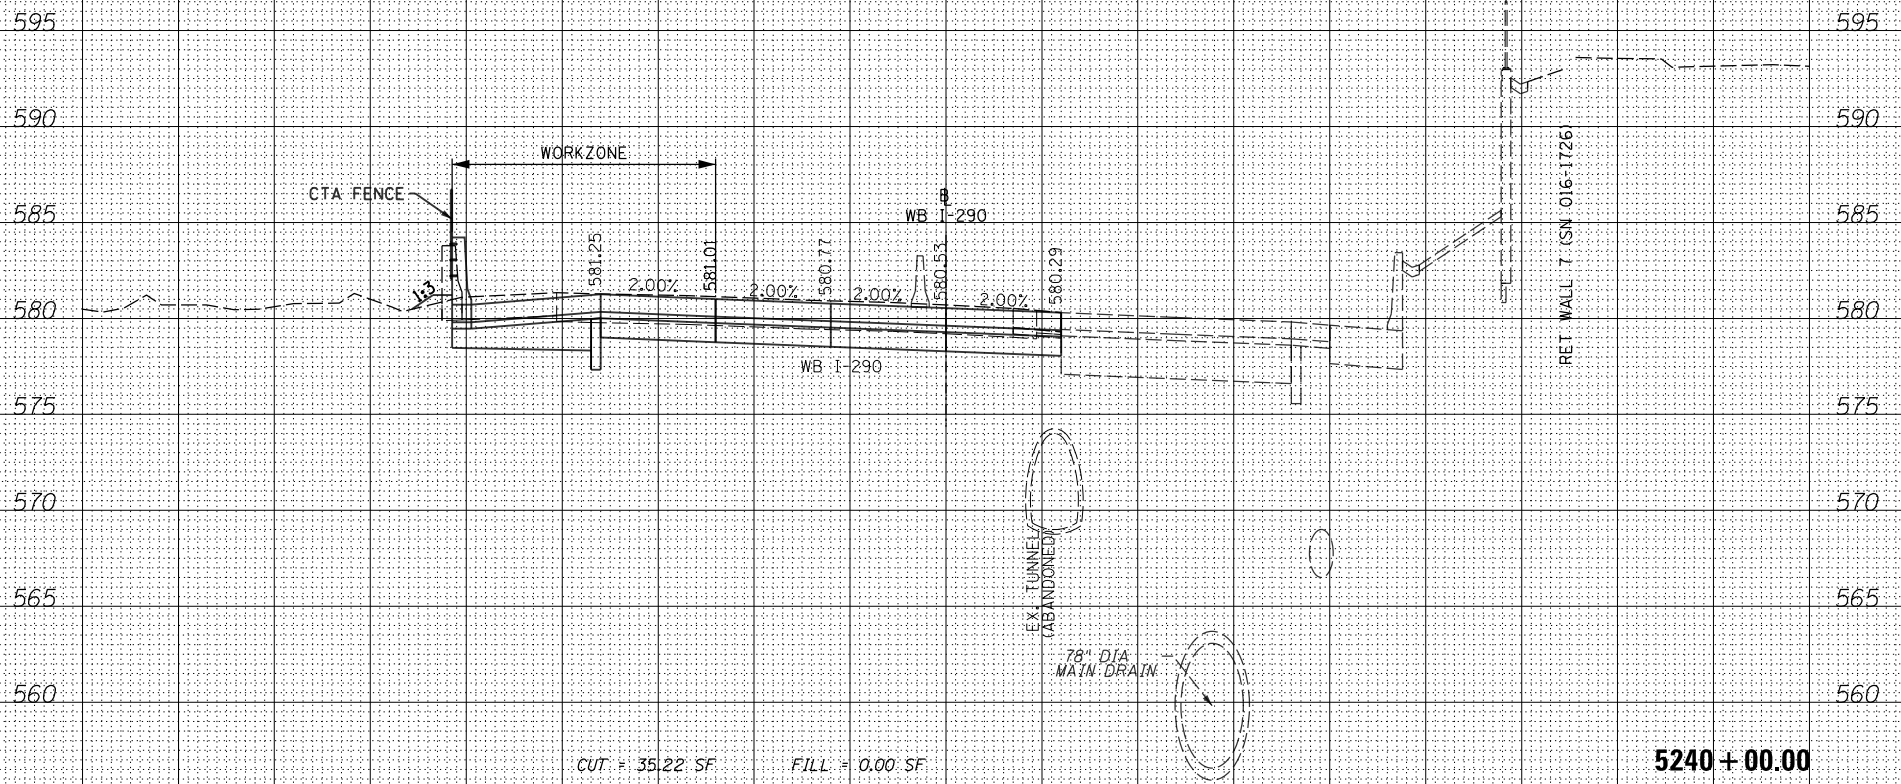 595 595
590 590
WORKZONE
CTA FENCE
585 585
BL
WB I-290
RET WALL 7 (SN 016-1726)
581.25
581.01
580.77
580.53
580.29
1:3
2.00%
2.00%
2.00%
2.00%
580 580
WB I-290
575 575
570 570
EX. TUNNEL
(ABANDONED)
565 565
78" DIA
MAIN DRAIN
560 560
CUT = 35.22 SF FILL = 0.00 SF
5240+00.00